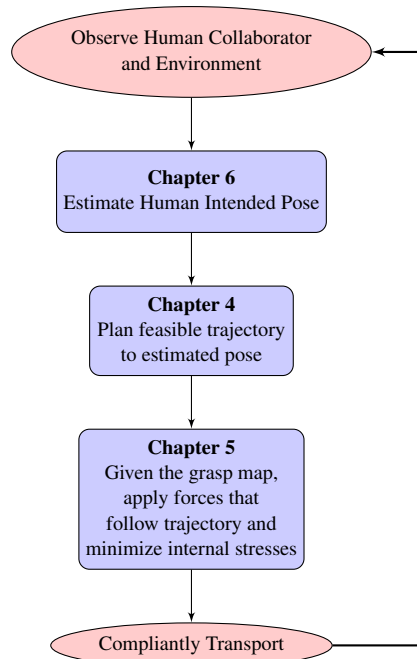 Observe Human Collaborator
and Environment
Chapter 6
Estimate Human Intended Pose
Chapter 4
Plan feasible trajectory
to estimated pose
Chapter 5
Given the grasp map,
apply forces that
follow trajectory and
minimize internal stresses
Compliantly Transport